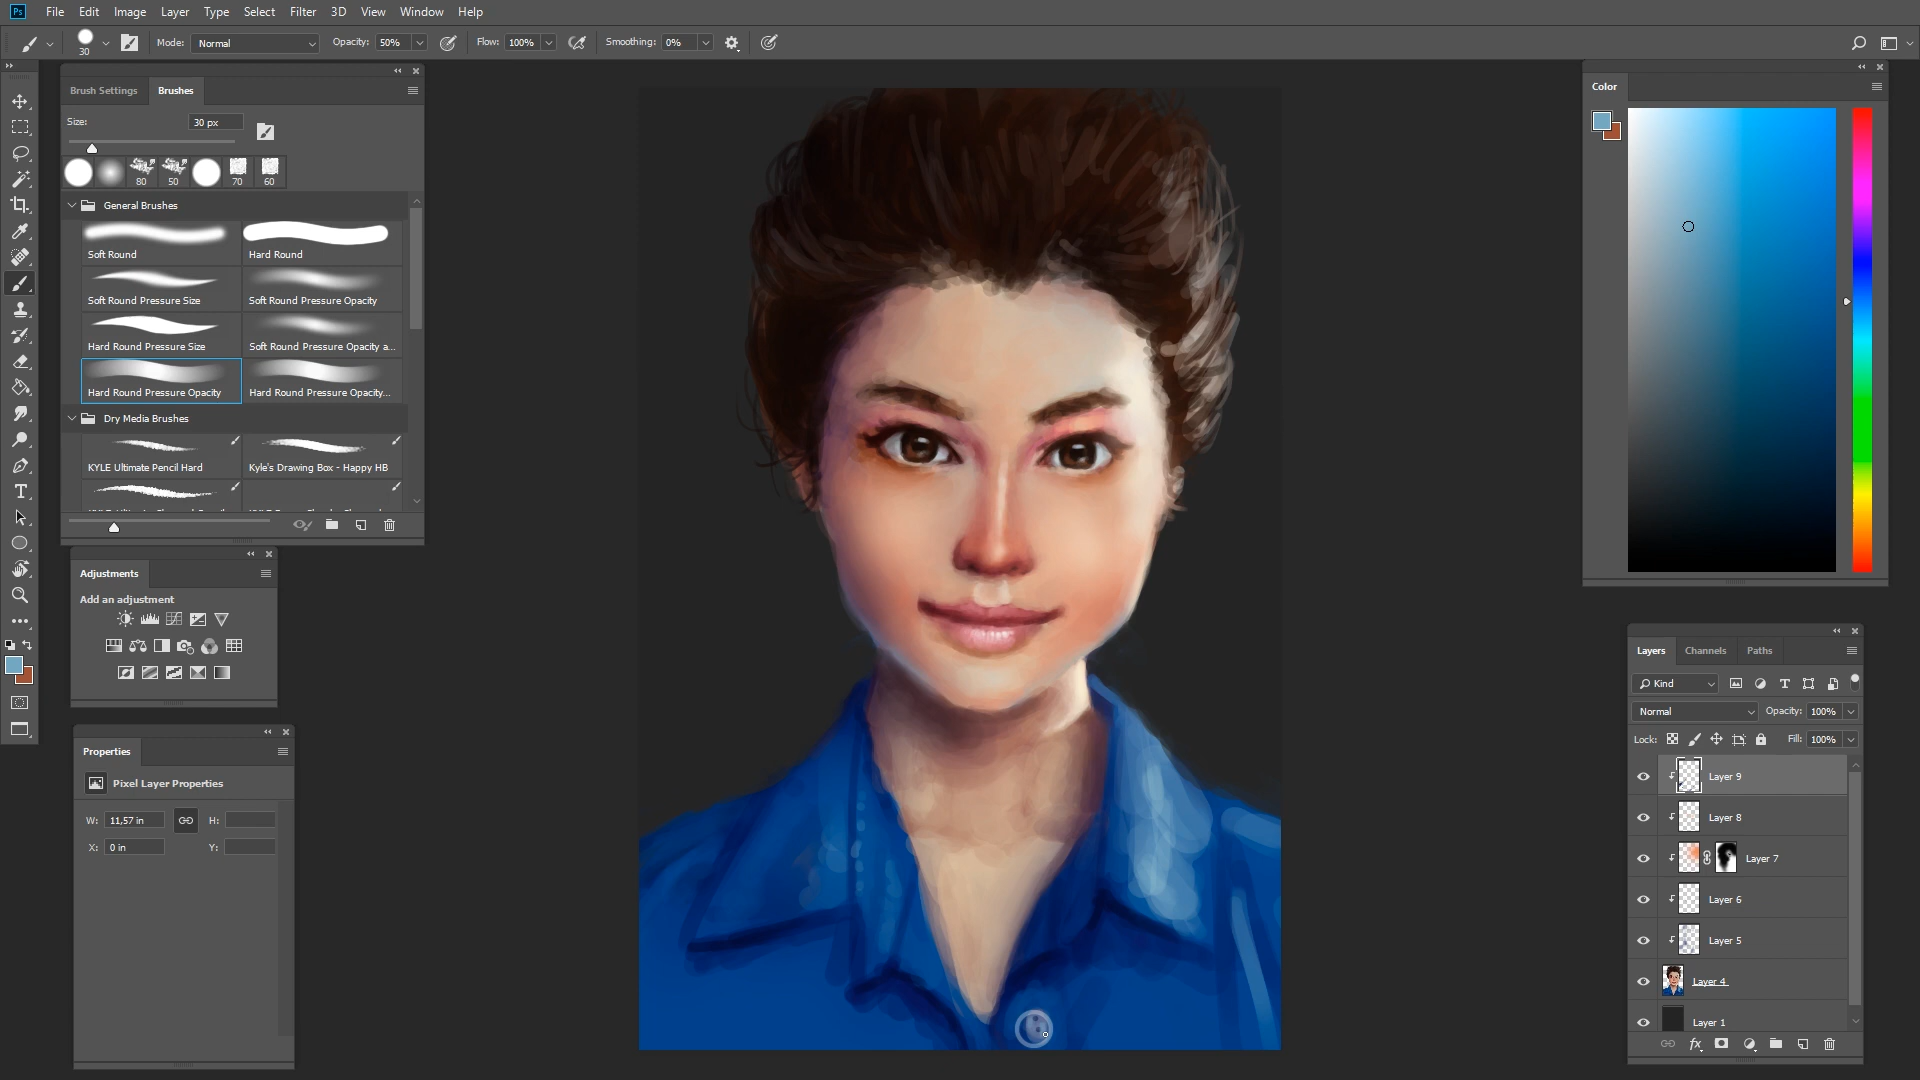 Ps File Edit Image Layer Type Select Filter 3D View Window Help
30 Mode: Normal Opacity: 50% Flow: 100% Smoothing: 0%
Brush Settings Brushes
Size: 30 px
80 50 70 60
General Brushes
Soft Round Hard Round
Soft Round Pressure Size Soft Round Pressure Opacity
Hard Round Pressure Size Soft Round Pressure Opacity a...
Hard Round Pressure Opacity Hard Round Pressure Opacity...
Dry Media Brushes
KYLE Ultimate Pencil Hard Kyle's Drawing Box - Happy HB
Adjustments
Add an adjustment
Properties
Pixel Layer Properties
W: 11,57 in H:
X: 0 in Y:
Color
Layers Channels Paths
Kind
Normal Opacity: 100%
Lock: Fill: 100%
Layer 9
Layer 8
Layer 7
Layer 6
Layer 5
Layer 4
Layer 1
fx